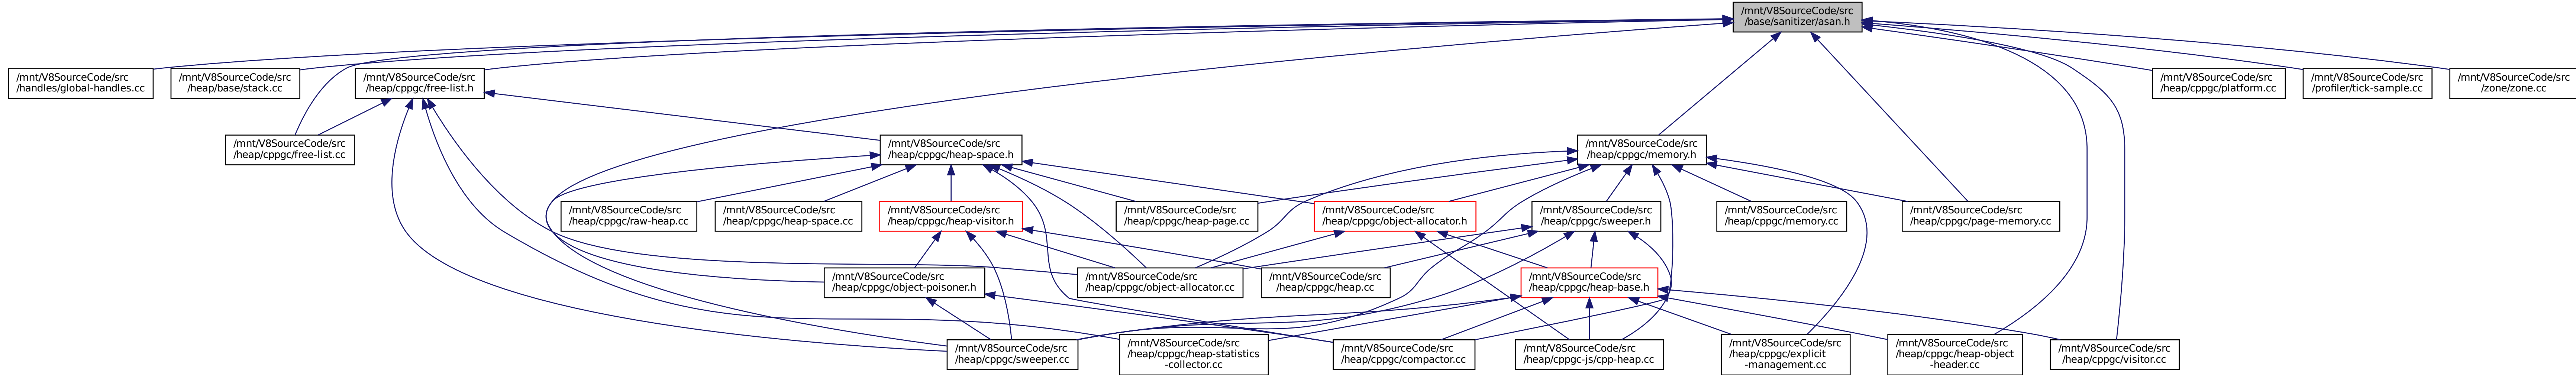 /mnt/V8SourceCode/src
/base/sanitizer/asan.h
/mnt/V8SourceCode/src
/handles/global-handles.cc
/mnt/V8SourceCode/src
/heap/base/stack.cc
/mnt/V8SourceCode/src
/heap/cppgc/free-list.h
/mnt/V8SourceCode/src
/heap/cppgc/platform.cc
/mnt/V8SourceCode/src
/profiler/tick-sample.cc
/mnt/V8SourceCode/src
/zone/zone.cc
/mnt/V8SourceCode/src
/heap/cppgc/free-list.cc
/mnt/V8SourceCode/src
/heap/cppgc/heap-space.h
/mnt/V8SourceCode/src
/heap/cppgc/memory.h
/mnt/V8SourceCode/src
/heap/cppgc/raw-heap.cc
/mnt/V8SourceCode/src
/heap/cppgc/heap-space.cc
/mnt/V8SourceCode/src
/heap/cppgc/heap-visitor.h
/mnt/V8SourceCode/src
/heap/cppgc/heap-page.cc
/mnt/V8SourceCode/src
/heap/cppgc/object-allocator.h
/mnt/V8SourceCode/src
/heap/cppgc/sweeper.h
/mnt/V8SourceCode/src
/heap/cppgc/memory.cc
/mnt/V8SourceCode/src
/heap/cppgc/page-memory.cc
/mnt/V8SourceCode/src
/heap/cppgc/object-poisoner.h
/mnt/V8SourceCode/src
/heap/cppgc/object-allocator.cc
/mnt/V8SourceCode/src
/heap/cppgc/heap.cc
/mnt/V8SourceCode/src
/heap/cppgc/heap-base.h
/mnt/V8SourceCode/src
/heap/cppgc/sweeper.cc
/mnt/V8SourceCode/src
/heap/cppgc/heap-statistics
-collector.cc
/mnt/V8SourceCode/src
/heap/cppgc/compactor.cc
/mnt/V8SourceCode/src
/heap/cppgc-js/cpp-heap.cc
/mnt/V8SourceCode/src
/heap/cppgc/explicit
-management.cc
/mnt/V8SourceCode/src
/heap/cppgc/heap-object
-header.cc
/mnt/V8SourceCode/src
/heap/cppgc/visitor.cc